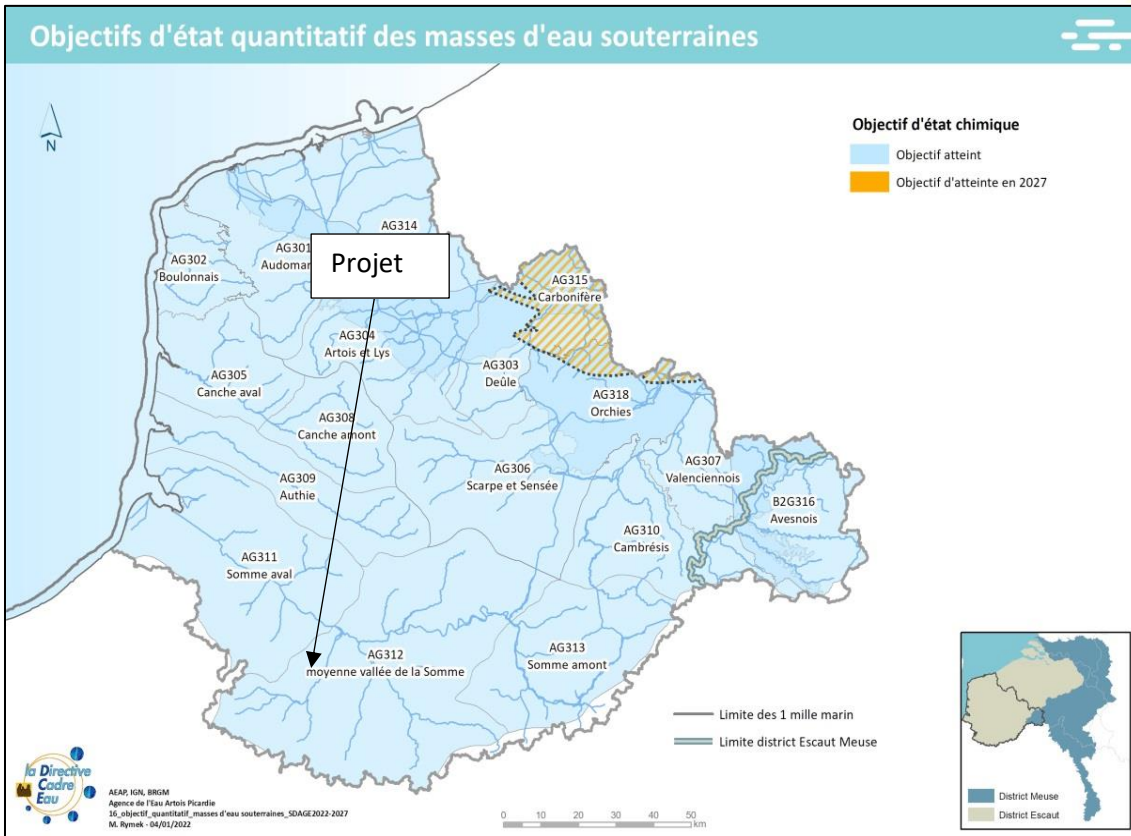 Objectifs d'état quantitatif des masses d'eau souterraines
N
Objectif d'état chimique
Objectif atteint
Objectif d'atteinte en 2027
AG314
AG302
Boulonnais
AG301
Projet
AG315
Carbonifère
AG304
Artois et Lys
AG303
Deûle
AG305
Canche aval
AG318
Orchies
AG308
Canche amont
AG307
Valenciennois
AG306
Scarpe et Sensée
AG309
Authie
B2G316
Avesnois
AG310
Cambrésis
AG311
Somme aval
AG312
moyenne vallée de la Somme
AG313
Somme amont
Limite des 1 mille marin
Limite district Escaut Meuse
la Directive
Cadre
Eau
AEAP, IGN, BRGM
Agence de l'Eau Artois Picardie
16_objectif_quantitatif_masses d'eau souterraines_SDAGE2022-2027
M. Rymek - 04/01/2022
0 10 20 30 40 50
km
District Meuse
District Escaut